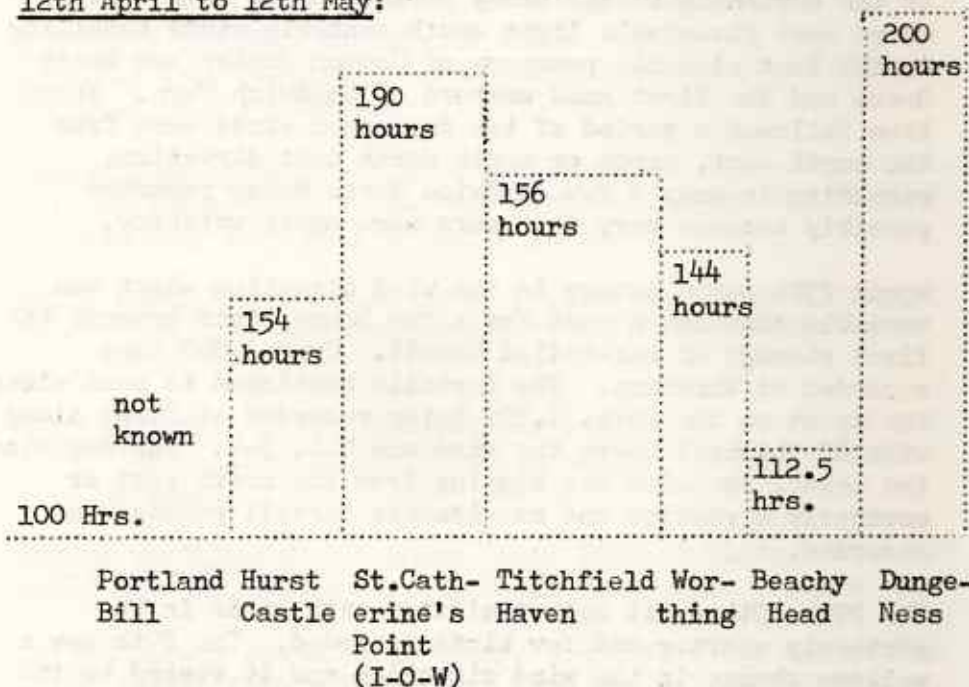 12th April to 12th May:
200
hours
190
hours
156
hours
144
hours
154
hours
not
known
112.5
hrs.
100 Hrs.
Portland Hurst St.Cath- Titchfield Wor- Beachy Dunge-
Bill Castle erine's Haven thing Head Ness
Point
(I-O-W)